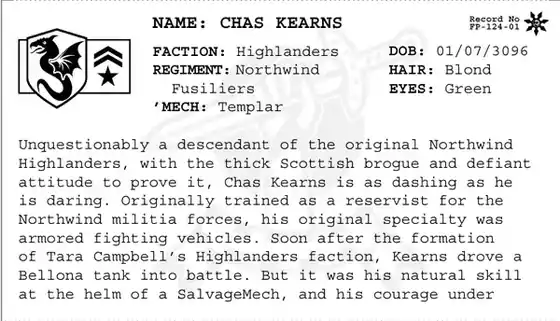 NAME: CHAS KEARNS
Record No
FP-124-01
FACTION: Highlanders
DOB: 01/07/3096
REGIMENT: Northwind
HAIR: Blond
Fusiliers
EYES: Green
‘MECH: Templar
Unquestionably a descendant of the original Northwind
Highlanders, with the thick Scottish brogue and defiant
attitude to prove it, Chas Kearns is as dashing as he
is daring. Originally trained as a reservist for the
Northwind militia forces, his original specialty was
armored fighting vehicles. Soon after the formation
of Tara Campbell’s Highlanders faction, Kearns drove a
Bellona tank into battle. But it was his natural skill
at the helm of a SalvageMech, and his courage under